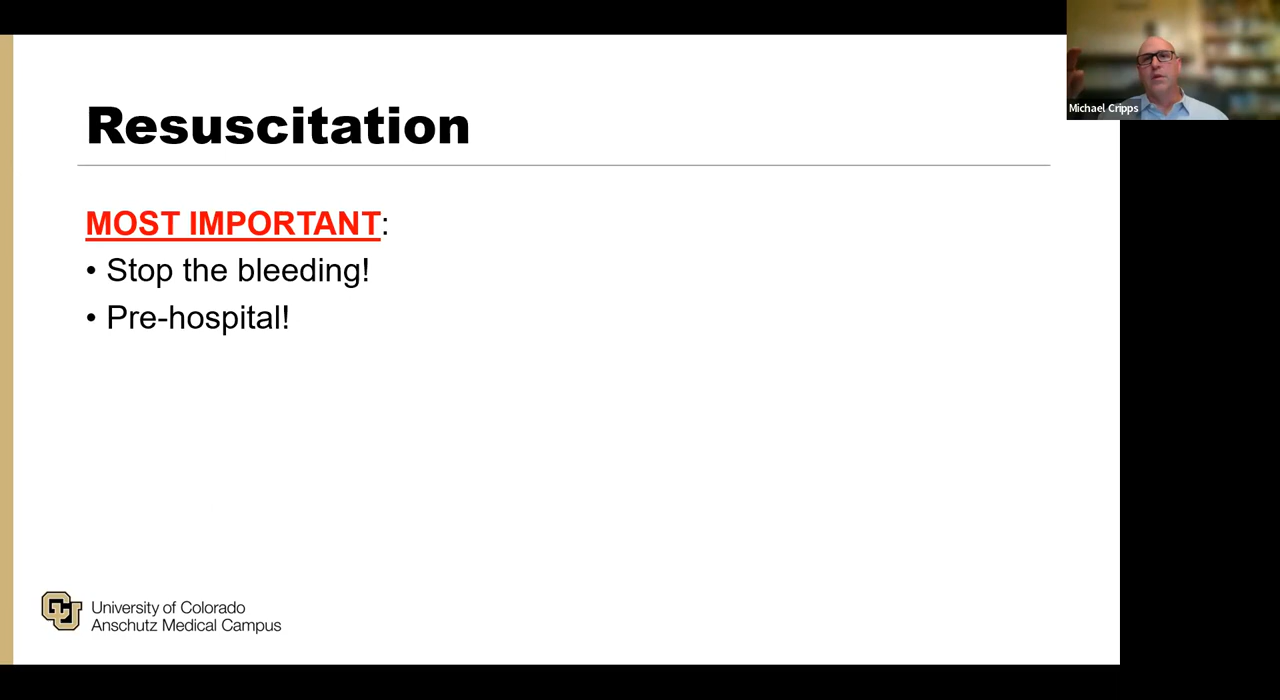 Resuscitation
MOST IMPORTANT:
• Stop the bleeding!
• Pre-hospital!
University of Colorado
Anschutz Medical Campus
Michael Cripps